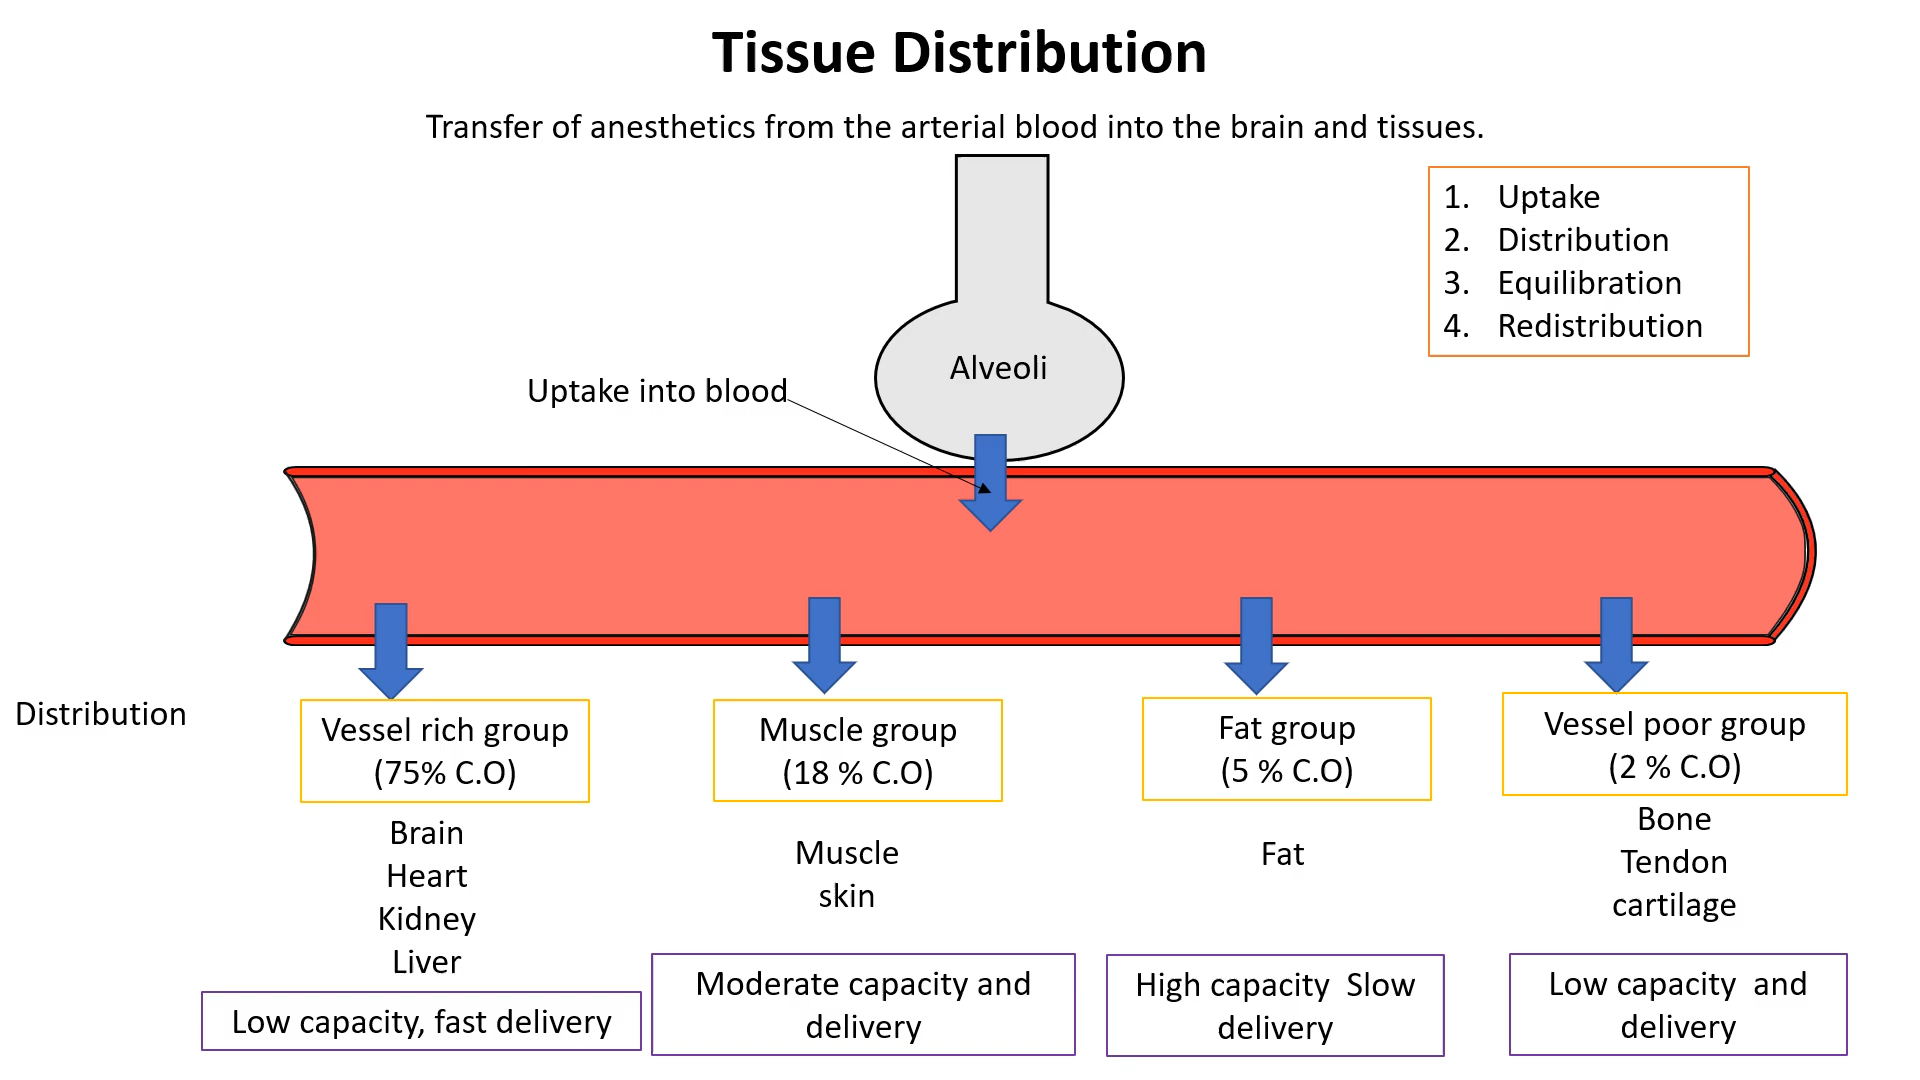 Tissue Distribution
Transfer of anesthetics from the arterial blood into the brain and tissues.
1. Uptake
2. Distribution
3. Equilibration
4. Redistribution
Alveoli
Uptake into blood
Distribution
Vessel rich group
(75% C.O)
Brain
Heart
Kidney
Liver
Low capacity, fast delivery
Muscle group
(18 % C.O)
Muscle
skin
Moderate capacity and
delivery
Fat group
(5 % C.O)
Fat
High capacity  Slow
delivery
Vessel poor group
(2 % C.O)
Bone
Tendon
cartilage
Low capacity  and
delivery